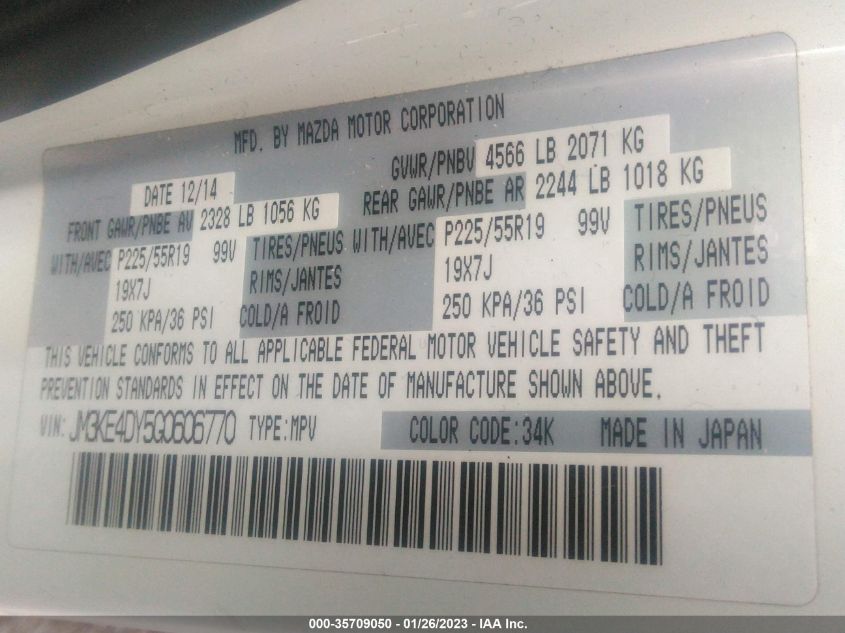 MFD. BY MAZDA MOTOR CORPORATION
DATE 12/14
GVWR/PNBV 4566 LB 2071 KG
FRONT GAWR/PNBE AV 2328 LB 1056 KG
REAR GAWR/PNBE AR 2244 LB 1018 KG
WITH/AVEC P225/55R19 99V TIRES/PNEUS WITH/AVEC P225/55R19 99V TIRES/PNEUS
19X7J RIMS/JANTES 19X7J RIMS/JANTES
250 KPA/36 PSI COLD/A FROID 250 KPA/36 PSI COLD/A FROID
THIS VEHICLE CONFORMS TO ALL APPLICABLE FEDERAL MOTOR VEHICLE SAFETY AND THEFT
PREVENTION STANDARDS IN EFFECT ON THE DATE OF MANUFACTURE SHOWN ABOVE.
VIN: JM3KE4DY5G0606770 TYPE:MPV COLOR CODE:34K MADE IN JAPAN
000-35709050 - 01/26/2023 - IAA Inc.